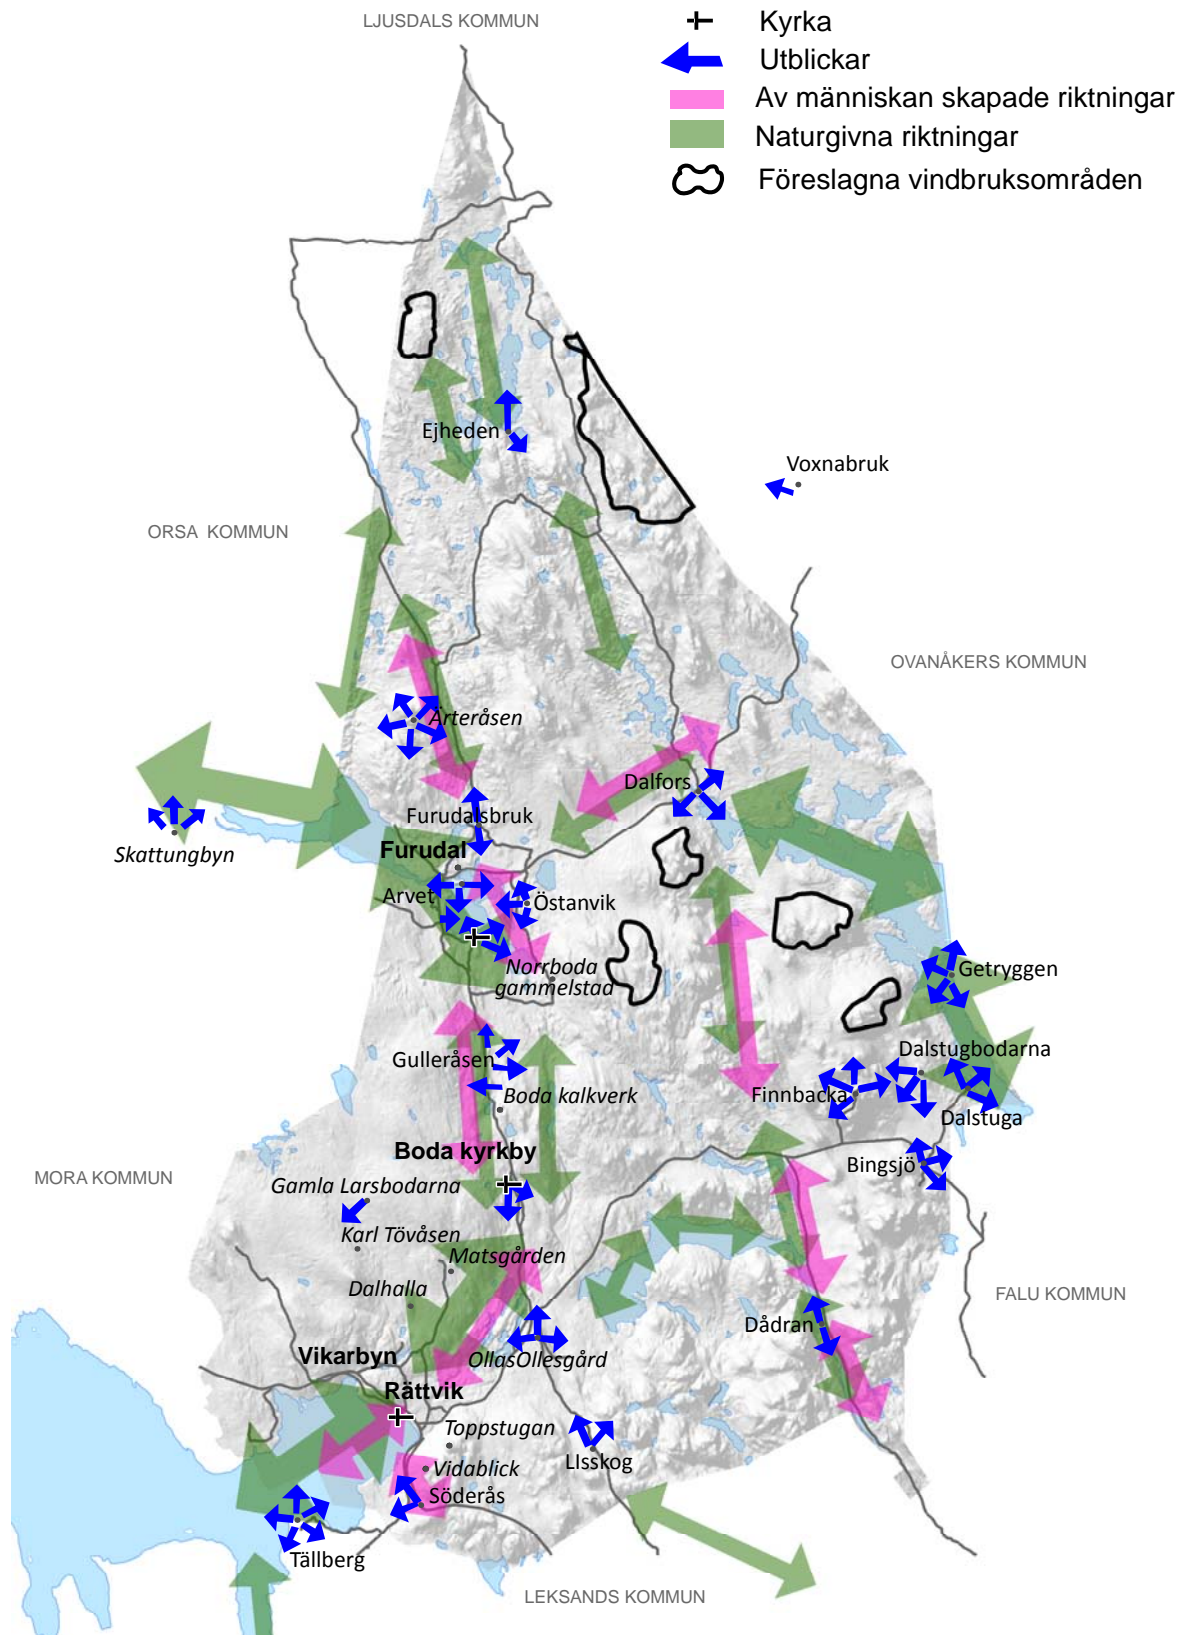 LJUSDALS KOMMUN
Kyrka
Utblickar
Av människan skapade riktningar
Naturgivna riktningar
Föreslagna vindbruksområden
Ejheden
Voxnabruk
ORSA KOMMUN
OVANÅKERS KOMMUN
Ärteråsen
Dalfors
Furudalsbruk
Skattungbyn
Furudal
Arvet
Östanvik
Norrboda
gammelstad
Getryggen
Gulleråsen
Dalstugbodarna
Boda kalkverk
Finnbacka
Dalstuga
Boda kyrkby
Bingsjö
MORA KOMMUN
Gamla Larsbodarna
Karl Tövåsen
Matsgården
Dalhalla
FALU KOMMUN
Dådran
Vikarbyn
OllasOllesgård
Rättvik
Toppstugan
LIsskog
Vidablick
Söderås
Tällberg
LEKSANDS KOMMUN